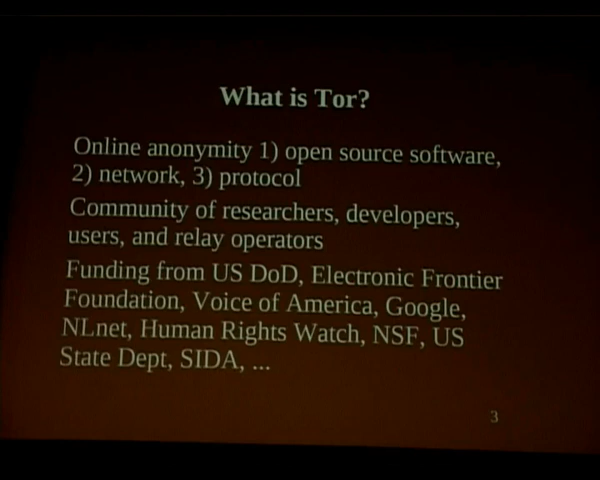 What is Tor?
Online anonymity 1) open source software,
2) network, 3) protocol
Community of researchers, developers,
users, and relay operators
Funding from US DoD, Electronic Frontier
Foundation, Voice of America, Google,
NLnet, Human Rights Watch, NSF, US
State Dept, SIDA, ...
3